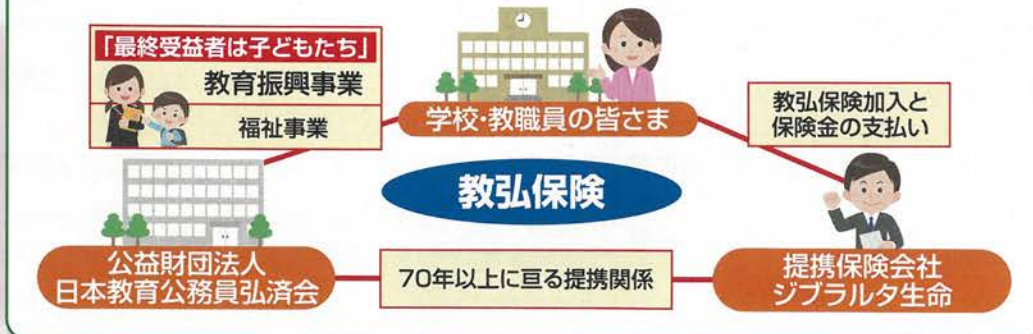 「最終受益者は子どもたち」
教育振興事業
福祉事業
学校・教職員の皆さま
教弘保険加入と
保険金の支払い
教弘保険
公益財団法人
日本教育公務員弘済会
70年以上に亘る提携関係
提携保険会社
ジブラルタ生命